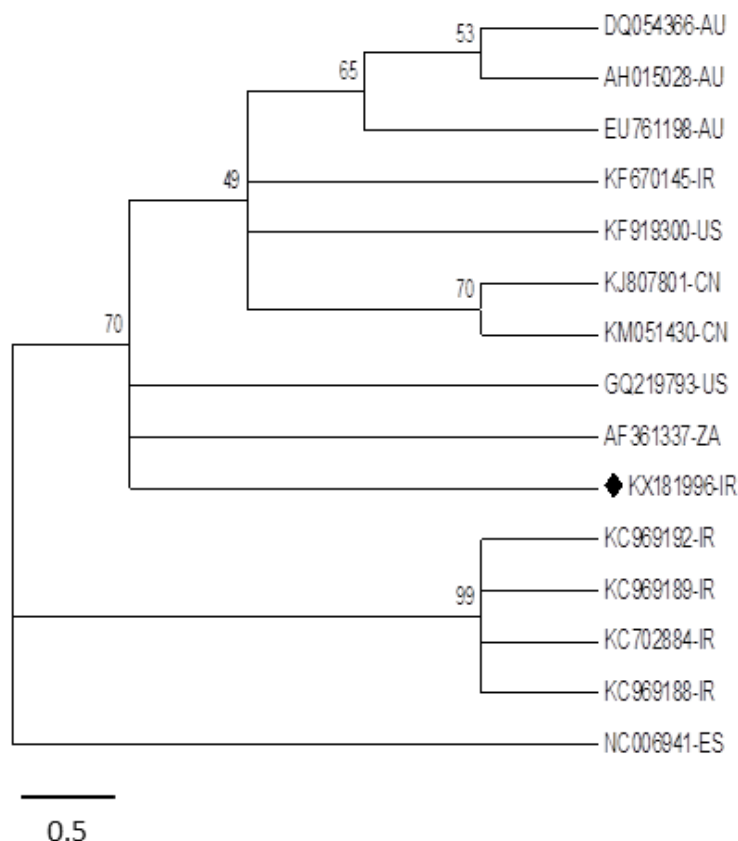 DQ054366-AU
53
AH015028-AU
65
EU761198-AU
49
KF670145-IR
KF919300-US
KJ807801-CN
70
KM051430-CN
70
GQ219793-US
AF361337-ZA
KX181996-IR
KC969192-IR
KC969189-IR
99
KC702884-IR
KC969188-IR
NC006941-ES
0.5